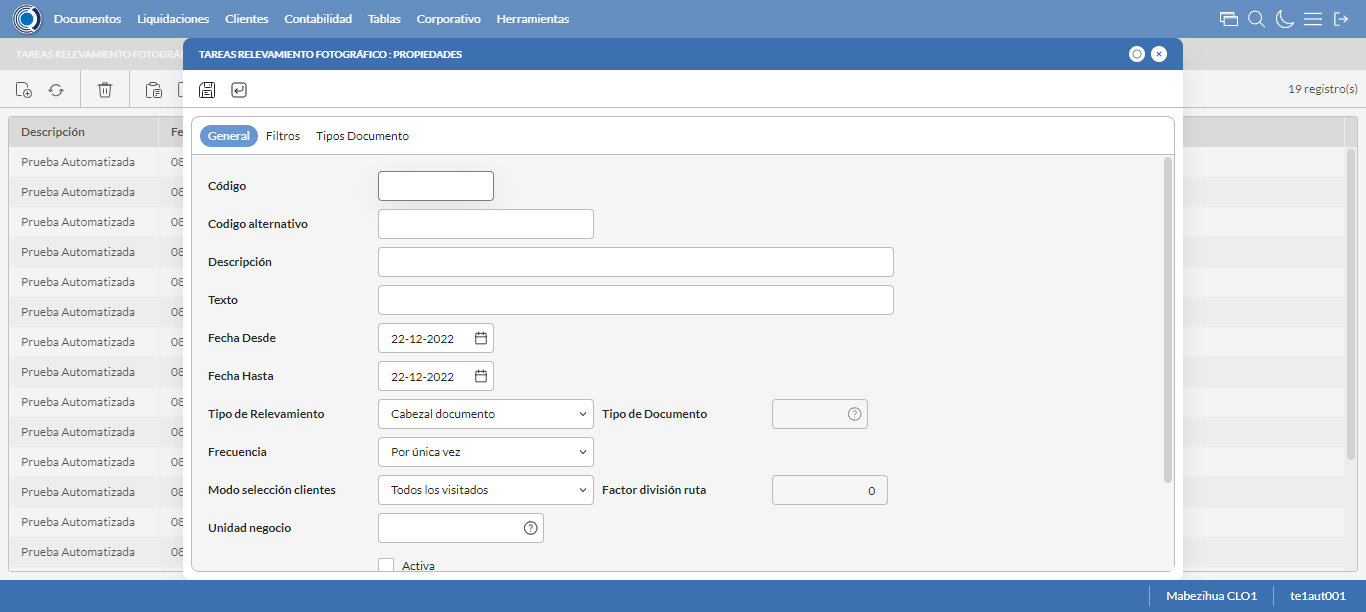 Documentos Liquidaciones Clientes Contabilidad Tablas Corporativo Herramientas
TAREAS RELEVAMIENTO FOTOGRÁ
TAREAS RELEVAMIENTO FOTOGRÁFICO : PROPIEDADES
19 registro(s)
Descripción Fe
General Filtros Tipos Documento
Prueba Automatizada 08
Prueba Automatizada 08
Prueba Automatizada 08
Prueba Automatizada 08
Prueba Automatizada 08
Prueba Automatizada 08
Prueba Automatizada 08
Prueba Automatizada 08
Prueba Automatizada 08
Prueba Automatizada 08
Prueba Automatizada 08
Prueba Automatizada 08
Prueba Automatizada 08
Prueba Automatizada 08
Código
Codigo alternativo
Descripción
Texto
Fecha Desde 22-12-2022
Fecha Hasta 22-12-2022
Tipo de Relevamiento Cabezal documento Tipo de Documento
Frecuencia Por única vez
Modo selección clientes Todos los visitados Factor división ruta 0
Unidad negocio
Activa
Mabezihua CLO1 te1aut001